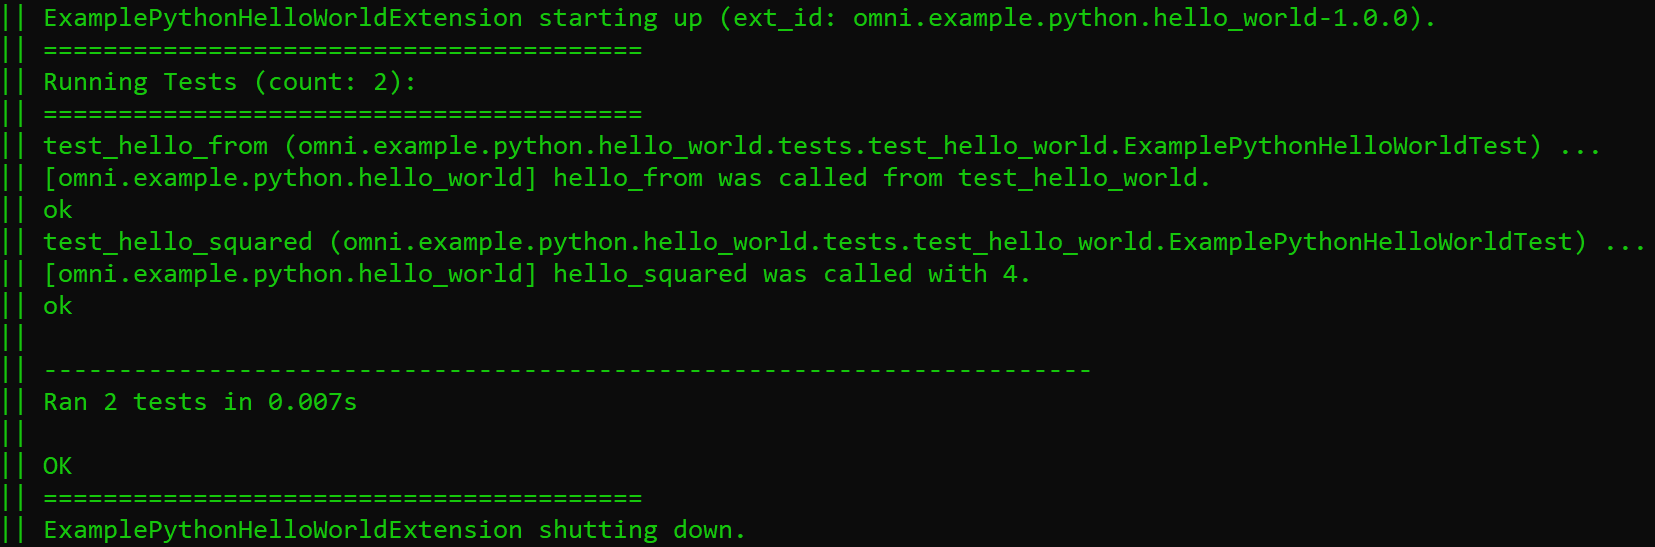 || ExamplePythonHelloWorldExtension starting up (ext_id: omni.example.python.hello_world-1.0.0).
|| ========================================
|| Running Tests (count: 2):
|| ========================================
|| test_hello_from (omni.example.python.hello_world.tests.test_hello_world.ExamplePythonHelloWorldTest) ...
|| [omni.example.python.hello_world] hello_from was called from test_hello_world.
|| ok
|| test_hello_squared (omni.example.python.hello_world.tests.test_hello_world.ExamplePythonHelloWorldTest) ...
|| [omni.example.python.hello_world] hello_squared was called with 4.
|| ok
||
|| ----------------------------------------------------------------------
|| Ran 2 tests in 0.007s
||
|| OK
|| ========================================
|| ExamplePythonHelloWorldExtension shutting down.